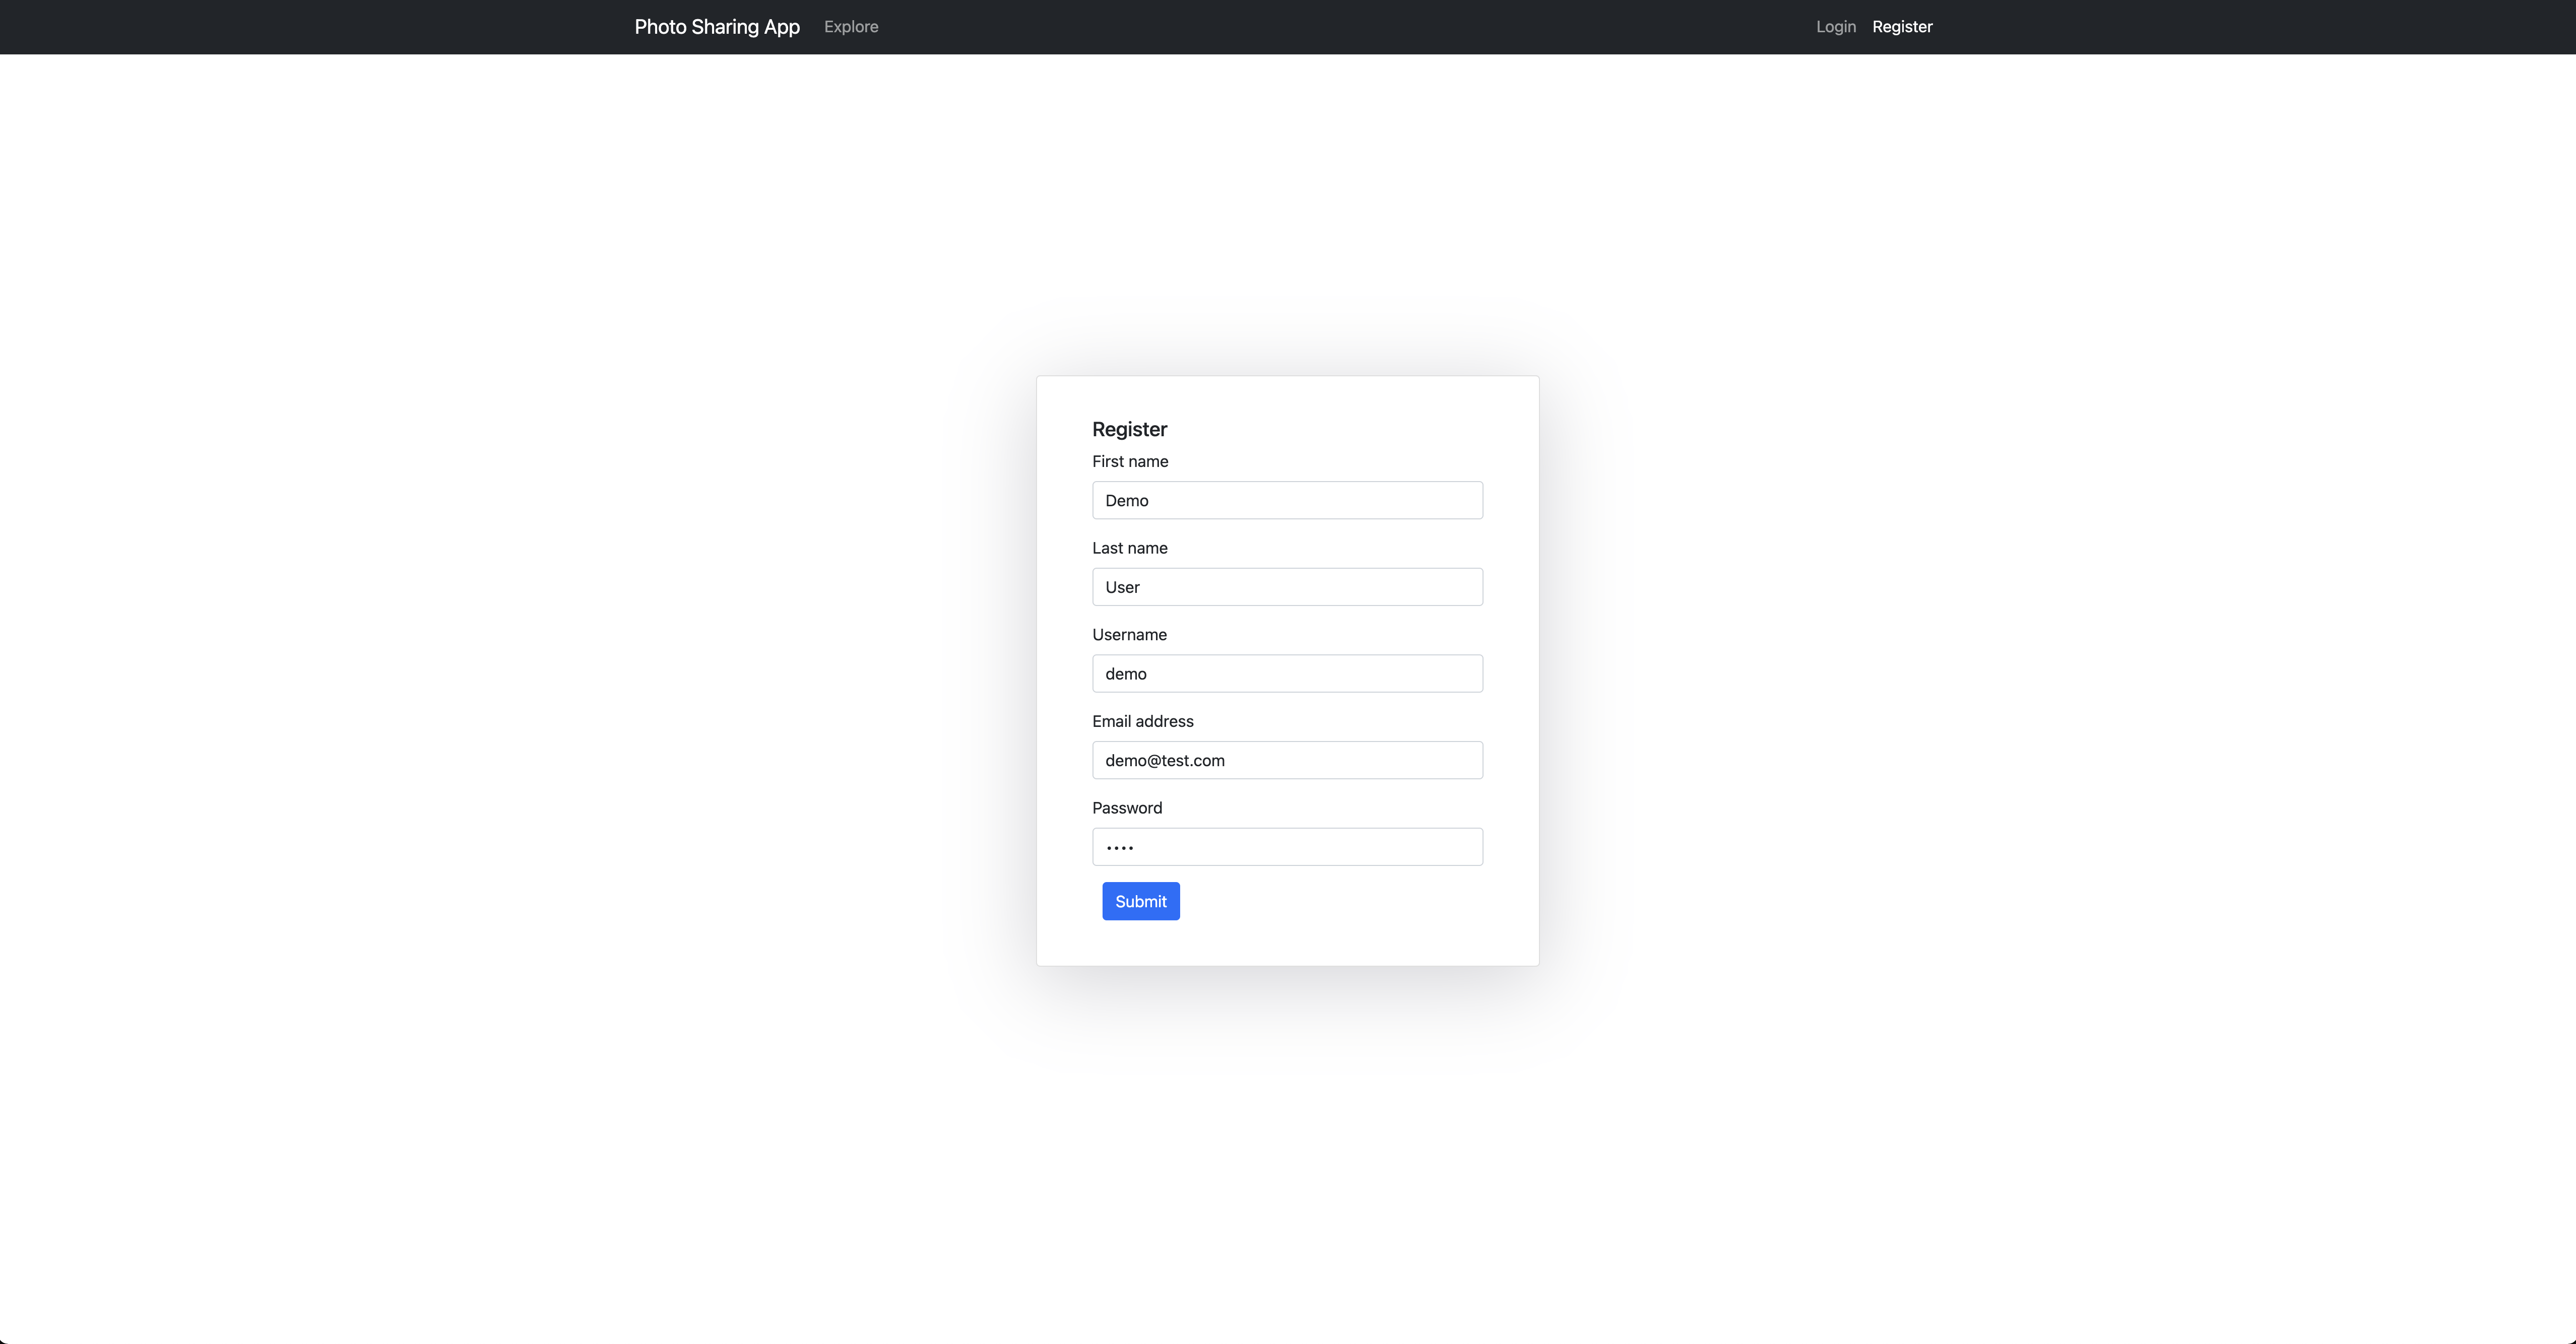 Photo Sharing App Explore Login Register
Register
First name
Demo
Last name
User
Username
demo
Email address
demo@test.com
Password
••••
Submit